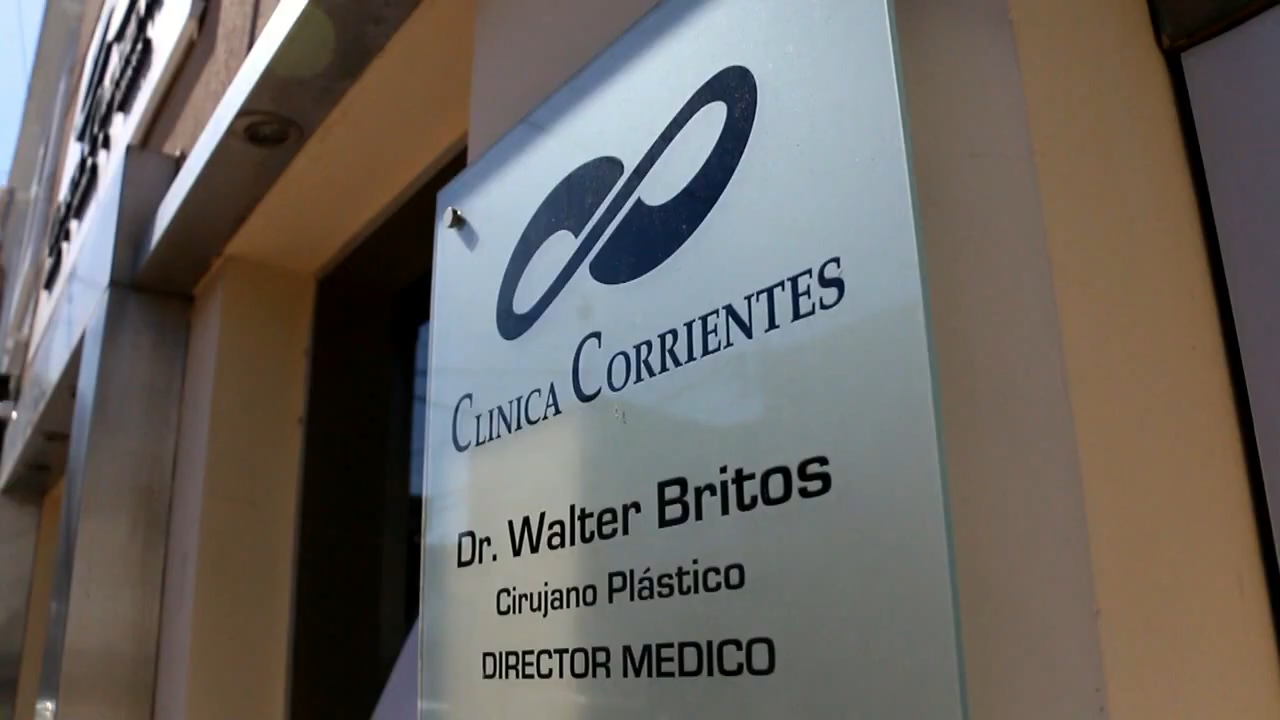 CLINICA CORRIENTES
Dr. Walter Britos
Cirujano Plástico
DIRECTOR MEDICO